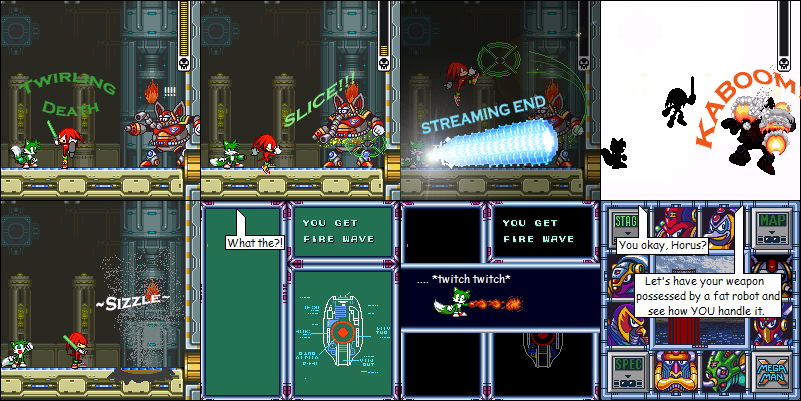 TWIRLING
DEATH
SLICE!!!
STREAMING END
KABOOM!
~SIZZLE~
What the?!
YOU GET
FIRE WAVE
YOU GET
FIRE WAVE
.... *twitch twitch*
STAG
MAP
You okay, Horus?
Let's have your weapon
possessed by a fat robot and
see how YOU handle it.
SPEC
MEGA
MAN X